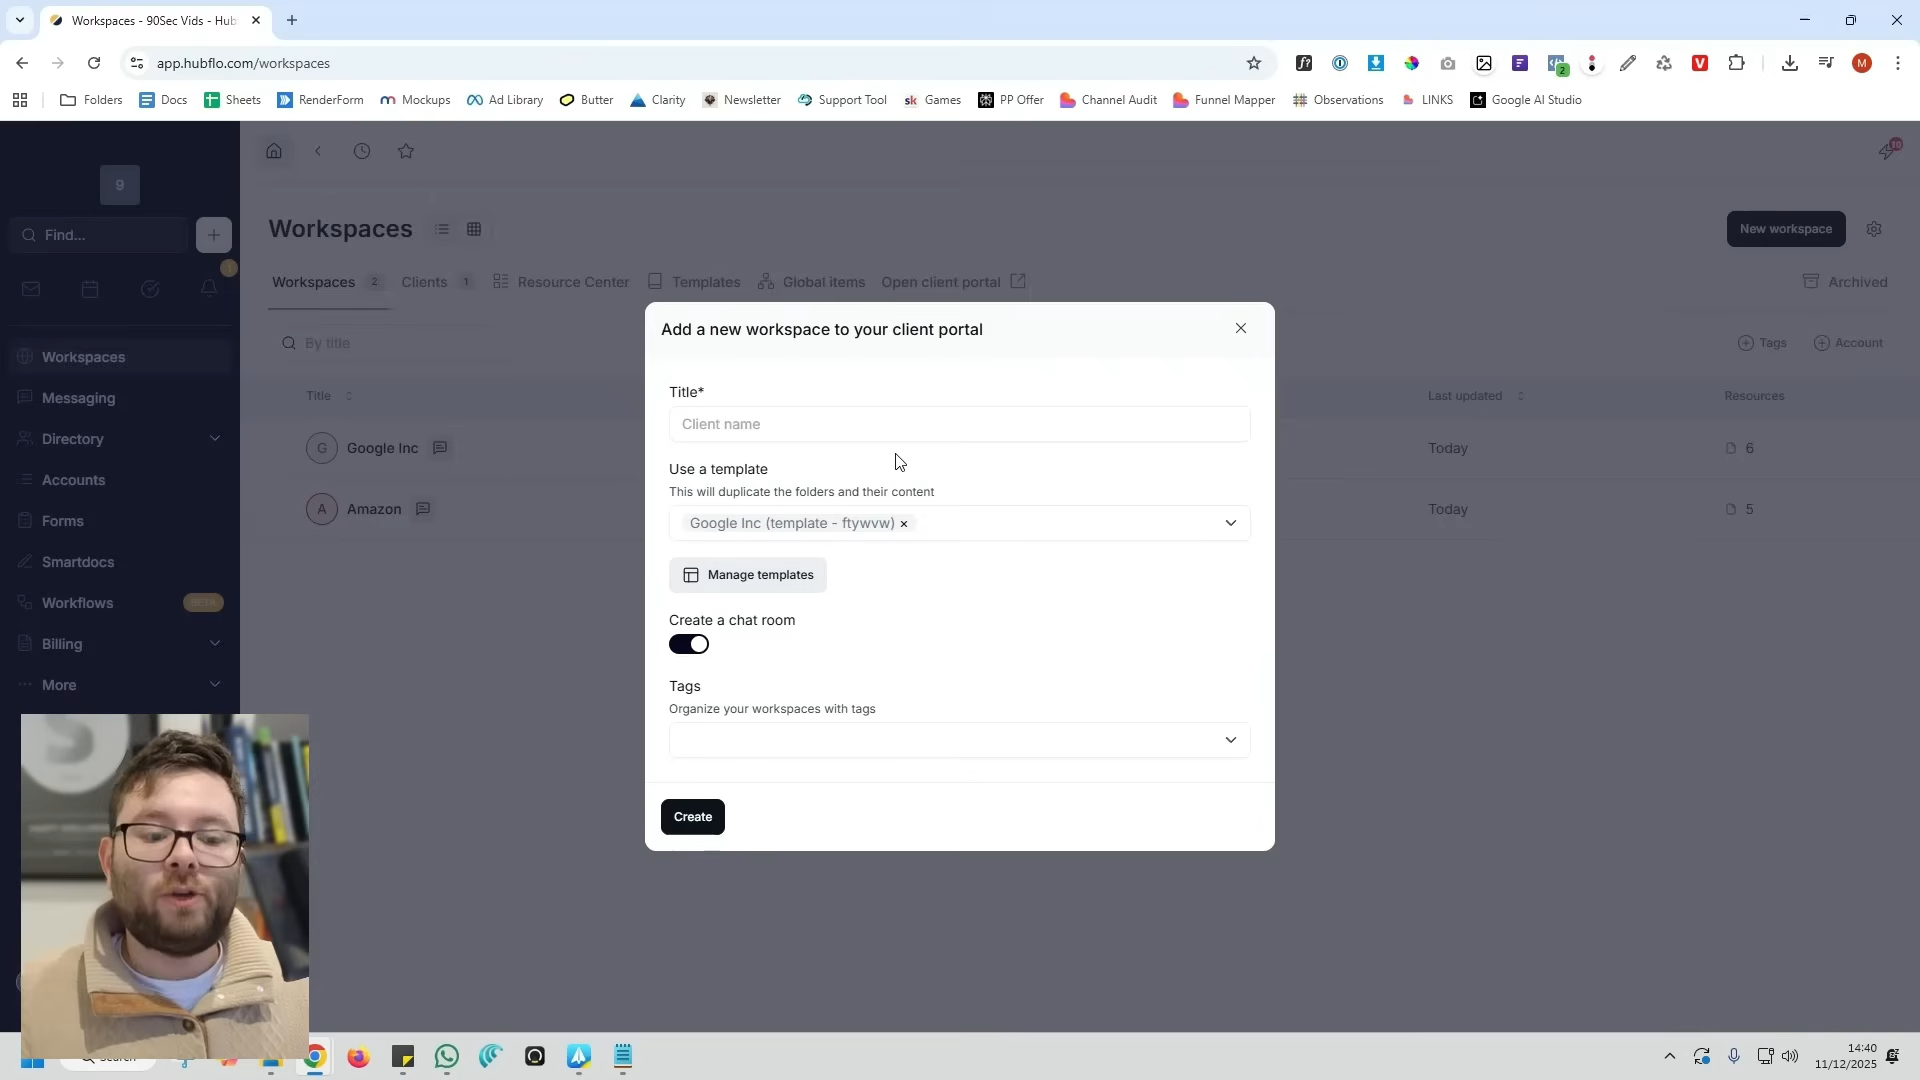 Workspaces - 90Sec Vids - Hub
app.hubflo.com/workspaces
2
M
Folders
Docs
Sheets
RenderForm
Mockups
Ad Library
Butter
Clarity
Newsletter
Support Tool
sk Games
PP Offer
Channel Audit
Funnel Mapper
Observations
LINKS
Google AI Studio
9
10
Find...
Workspaces
New workspace
1
Workspaces 2
Clients 1
Resource Center
Templates
Global items
Open client portal
Archived
By title
Tags
Account
Title
Last updated
Resources
G Google Inc
Today
6
A Amazon
Today
5
Workspaces
Messaging
Directory
Accounts
Forms
Smartdocs
Workflows BETA
Billing
More
Add a new workspace to your client portal
Title*
Client name
Use a template
This will duplicate the folders and their content
Google Inc (template - ftywvw)
Manage templates
Create a chat room
Tags
Organize your workspaces with tags
Create
Search
14:40
11/12/2025